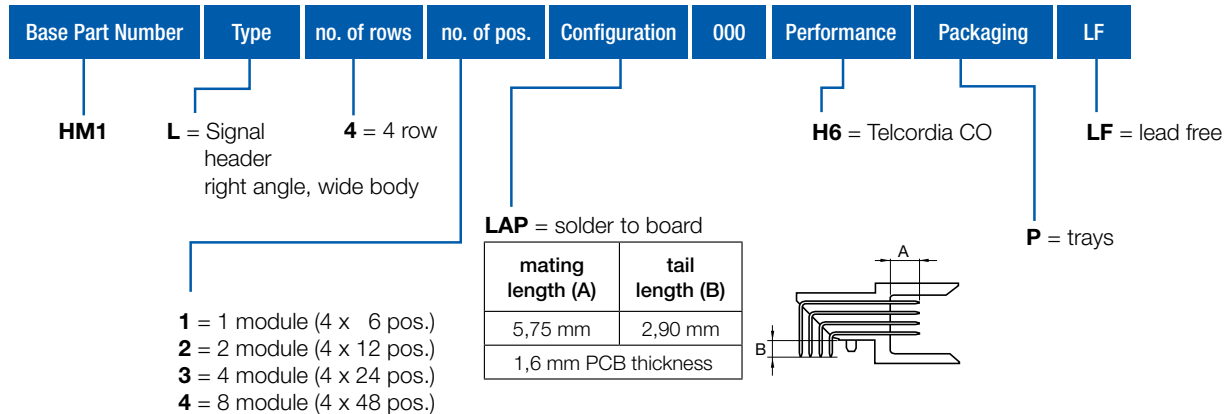 Base Part Number Type no. of rows no. of pos. Configuration 000 Performance Packaging LF
HM1
L = Signal
header
right angle, wide body
4 = 4 row
H6 = Telcordia CO
LF = lead free
LAP = solder to board
P = trays
mating
length (A)
tail
length (B)
5,75 mm 2,90 mm
1,6 mm PCB thickness
A
B
1 = 1 module (4 x 6 pos.)
2 = 2 module (4 x 12 pos.)
3 = 4 module (4 x 24 pos.)
4 = 8 module (4 x 48 pos.)